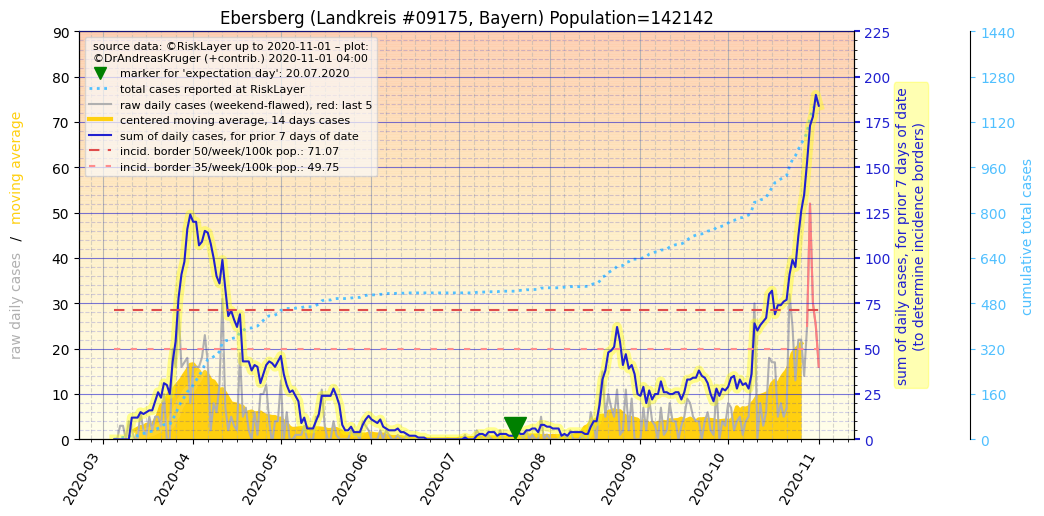 Ebersberg (Landkreis #09175, Bayern) Population=142142
source data: ©RiskLayer up to 2020-11-01 – plot:
©DrAndreasKruger (+contrib.) 2020-11-01 04:00
marker for 'expectation day': 20.07.2020
total cases reported at RiskLayer
raw daily cases (weekend-flawed), red: last 5
centered moving average, 14 days cases
sum of daily cases, for prior 7 days of date
incid. border 50/week/100k pop.: 71.07
incid. border 35/week/100k pop.: 49.75
raw daily cases / moving average
90
80
70
60
50
40
30
20
10
0
2020-03
2020-04
2020-05
2020-06
2020-07
2020-08
2020-09
2020-10
2020-11
225
200
175
150
125
100
75
50
25
0
sum of daily cases, for prior 7 days of date
(to determine incidence borders)
1440
1280
1120
960
800
640
480
320
160
0
cumulative total cases